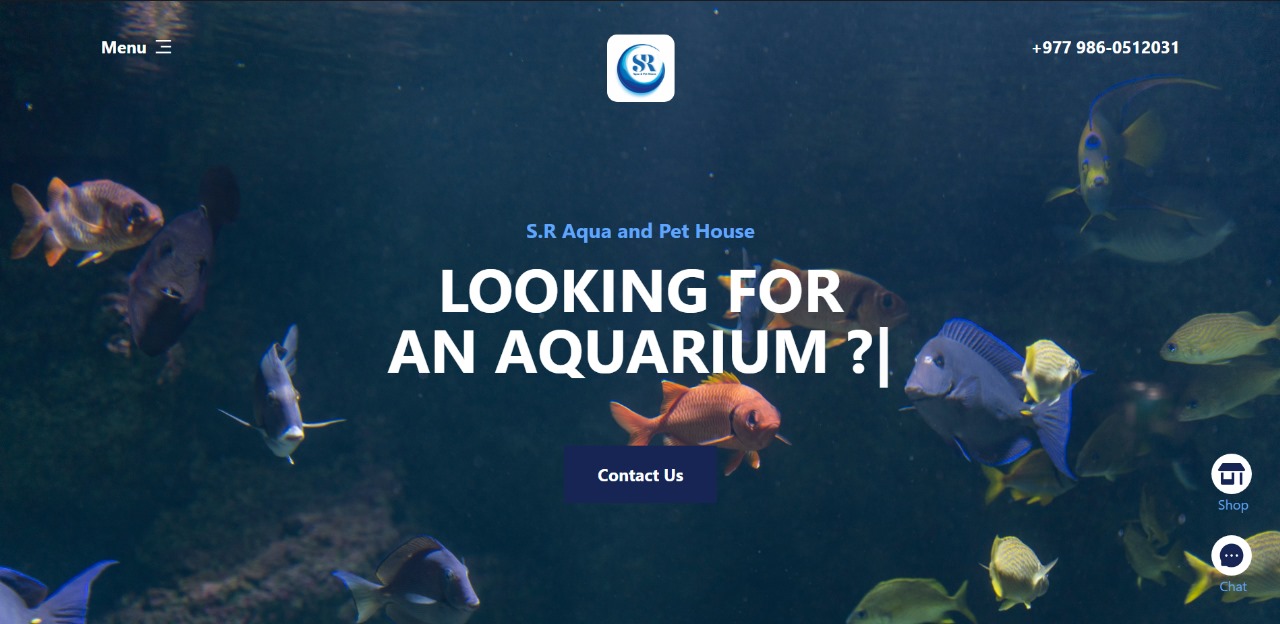 Menu
SR
+977 986-0512031
S.R Aqua and Pet House
LOOKING FOR
AN AQUARIUM ?|
Contact Us
Shop
Chat